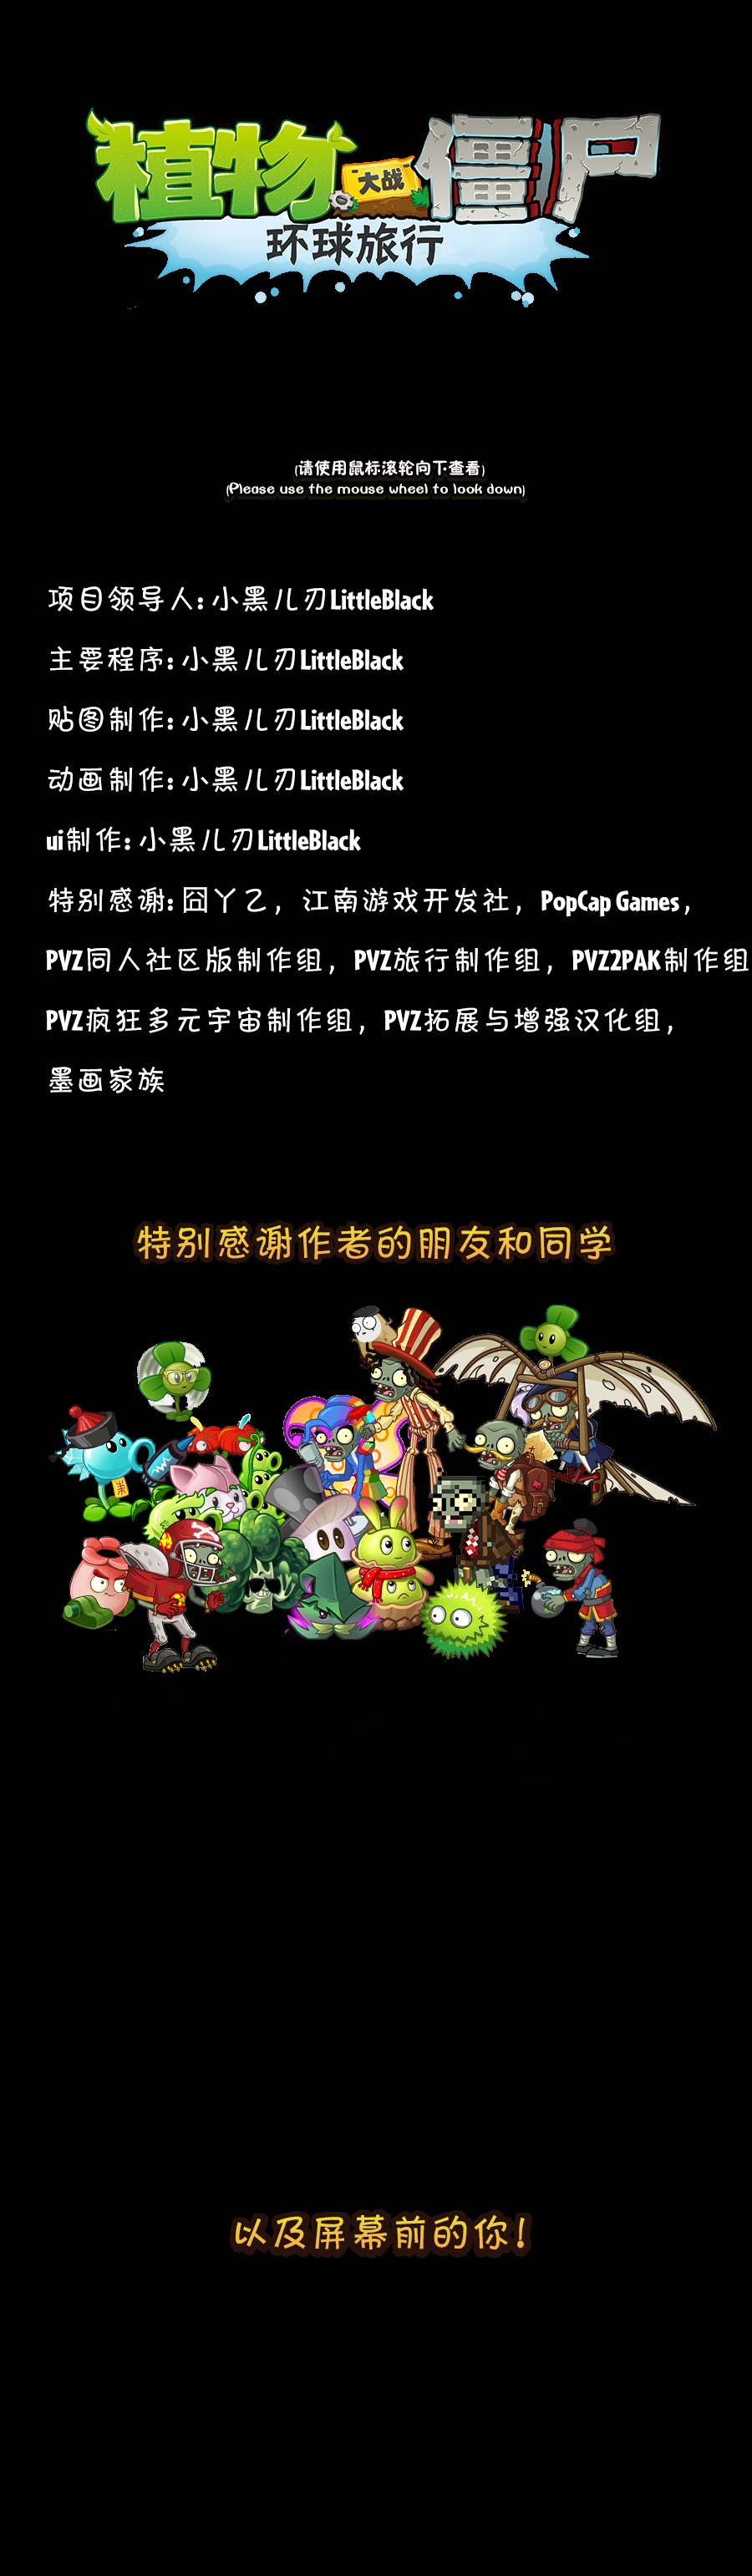 植物大战僵尸
环球旅行
(请使用鼠标滚轮向下查看)
(Please use the mouse wheel to look down)
项目领导人:小黑儿刃LittleBlack
主要程序:小黑儿刃LittleBlack
贴图制作:小黑儿刃LittleBlack
动画制作:小黑儿刃LittleBlack
ui制作:小黑儿刃LittleBlack
特别感谢:囧丫乙，江南游戏开发社，PopCap Games，
PVZ同人社区版制作组，PVZ旅行制作组，PVZ2PAK制作组
PVZ疯狂多元宇宙制作组，PVZ拓展与增强汉化组，
墨画家族
特别感谢作者的朋友和同学
以及屏幕前的你!